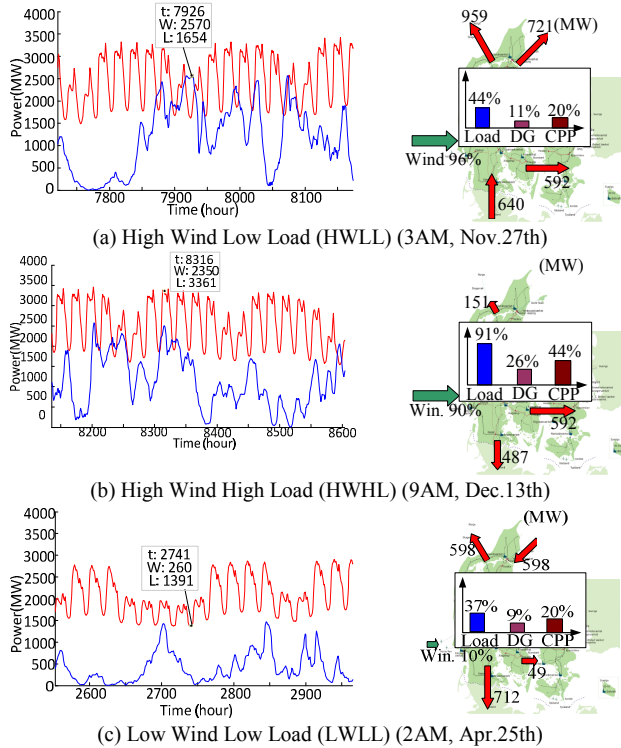 t: 7926
W: 2570
L: 1654
Power(MW)
4000
3500
3000
2500
2000
1500
1000
500
0
7800 7900 8000 8100
Time (hour)
959 721 (MW)
44% 11% 20%
Load DG CPP
Wind 96%
592
640
(a) High Wind Low Load (HWLL) (3AM, Nov.27th)
t: 8316
W: 2350
L: 3361
Power(MW)
4000
3500
3000
2500
2000
1500
1000
500
0
8200 8300 8400 8500 8600
Time (hour)
(MW)
151
91% 26% 44%
Load DG CPP
Win. 90%
592
487
(b) High Wind High Load (HWHL) (9AM, Dec.13th)
t: 2741
W: 260
L: 1391
Power(MW)
4000
3500
3000
2500
2000
1500
1000
500
0
2600 2700 2800 2900
Time (hour)
(MW)
598 598
37% 9% 20%
Load DG CPP
Win. 10%
49
712
(c) Low Wind Low Load (LWLL) (2AM, Apr.25th)